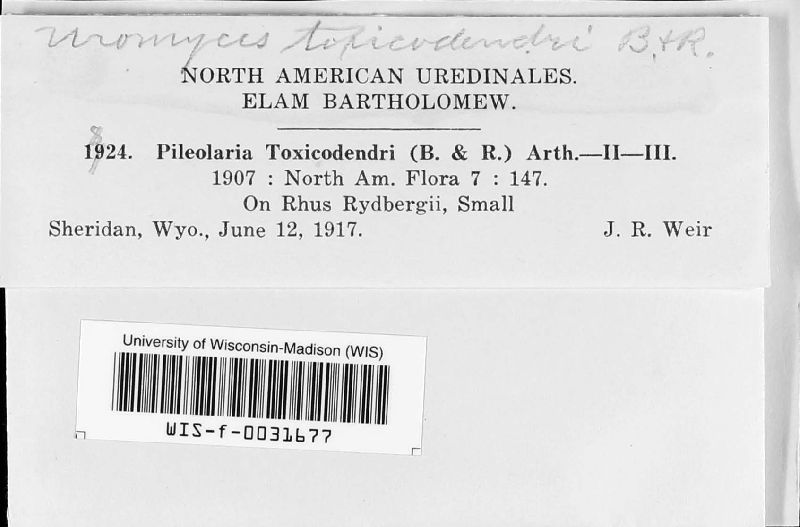 Uromyces toxicodendri B.&R.
NORTH AMERICAN UREDINALES.
ELAM BARTHOLOMEW.
1924. Pileolaria Toxicodendri (B. & R.) Arth.—II—III.
8
1907 : North Am. Flora 7 : 147.
On Rhus Rydbergii, Small
Sheridan, Wyo., June 12, 1917. J. R. Weir
University of Wisconsin-Madison (WIS)
WIS-f-0031677